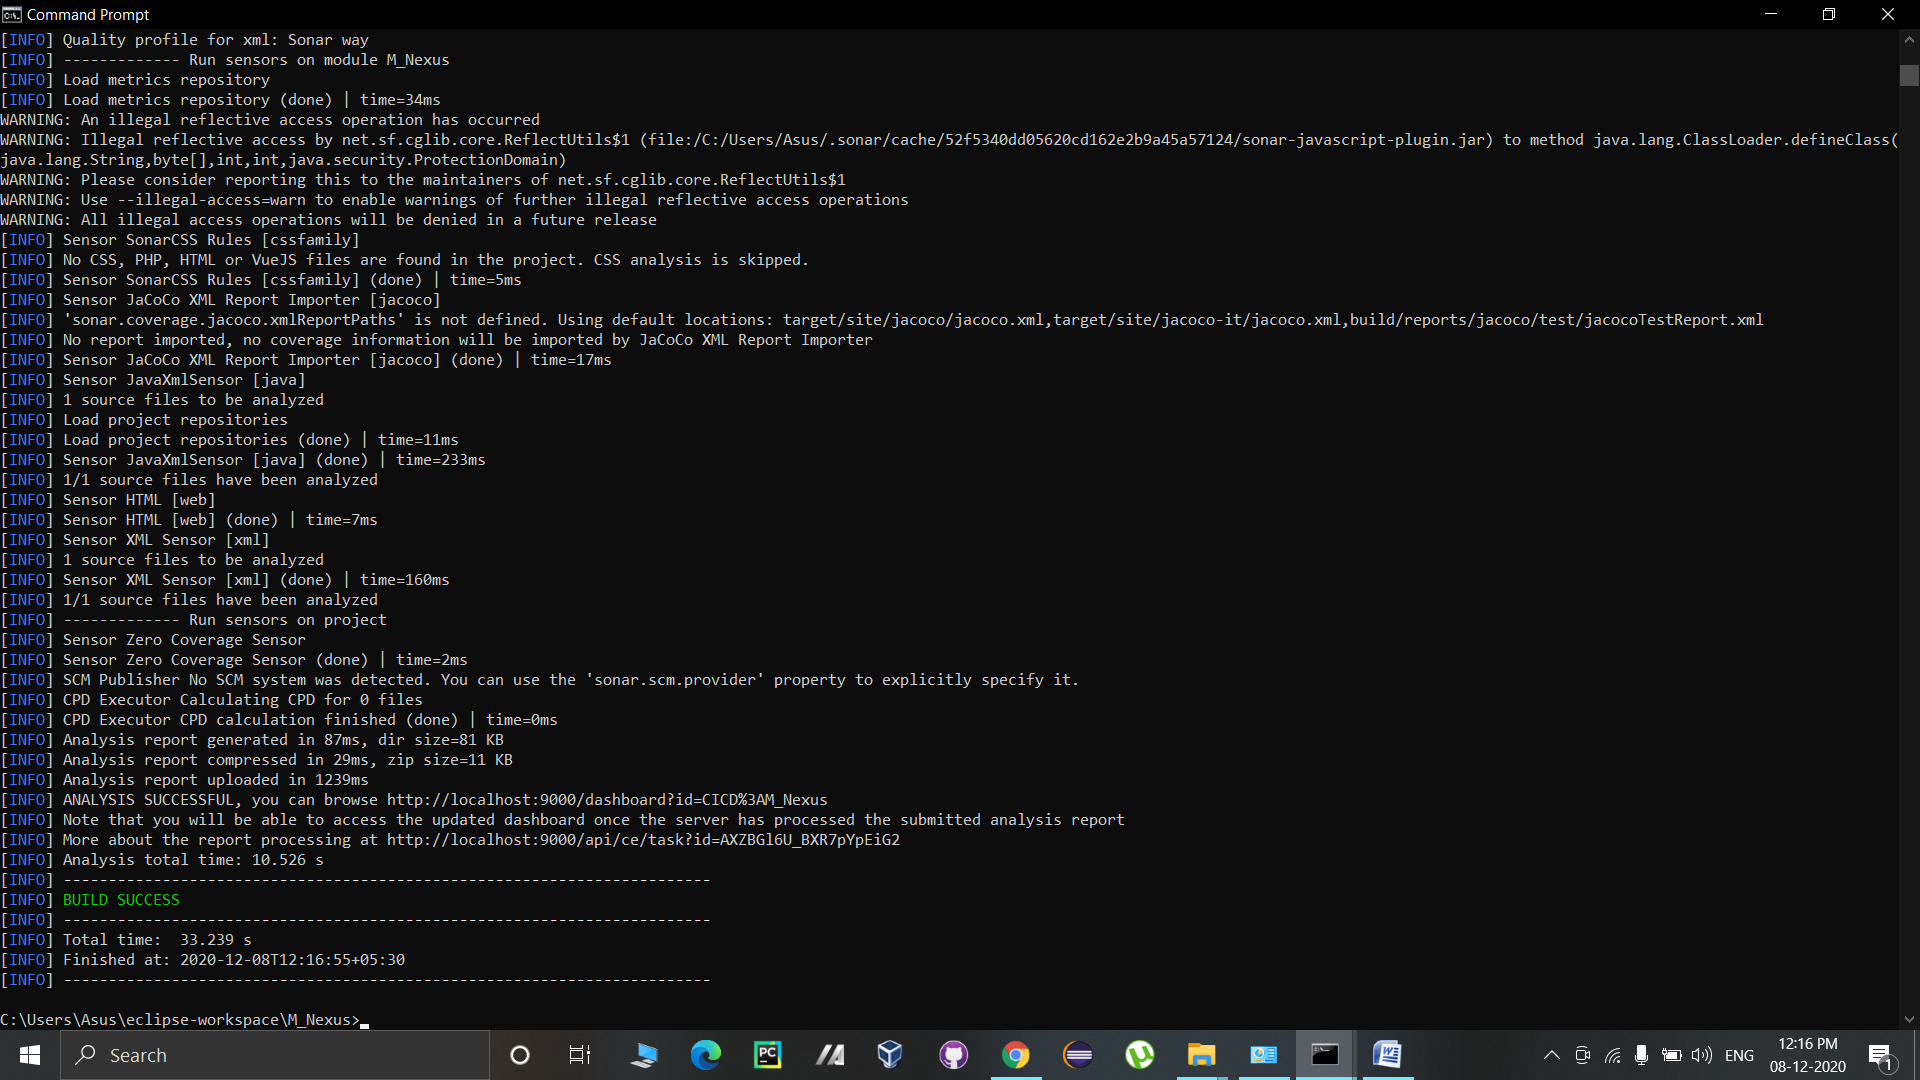 Command Prompt
[INFO] Quality profile for xml: Sonar way
[INFO] ------------- Run sensors on module M_Nexus
[INFO] Load metrics repository
[INFO] Load metrics repository (done) | time=34ms
WARNING: An illegal reflective access operation has occurred
WARNING: Illegal reflective access by net.sf.cglib.core.ReflectUtils$1 (file:/C:/Users/Asus/.sonar/cache/52f5340dd05620cd162e2b9a45a57124/sonar-javascript-plugin.jar) to method java.lang.ClassLoader.defineClass(
java.lang.String,byte[],int,int,java.security.ProtectionDomain)
WARNING: Please consider reporting this to the maintainers of net.sf.cglib.core.ReflectUtils$1
WARNING: Use --illegal-access=warn to enable warnings of further illegal reflective access operations
WARNING: All illegal access operations will be denied in a future release
[INFO] Sensor SonarCSS Rules [cssfamily]
[INFO] No CSS, PHP, HTML or VueJS files are found in the project. CSS analysis is skipped.
[INFO] Sensor SonarCSS Rules [cssfamily] (done) | time=5ms
[INFO] Sensor JaCoCo XML Report Importer [jacoco]
[INFO] 'sonar.coverage.jacoco.xmlReportPaths' is not defined. Using default locations: target/site/jacoco/jacoco.xml,target/site/jacoco-it/jacoco.xml,build/reports/jacoco/test/jacocoTestReport.xml
[INFO] No report imported, no coverage information will be imported by JaCoCo XML Report Importer
[INFO] Sensor JaCoCo XML Report Importer [jacoco] (done) | time=17ms
[INFO] Sensor JavaXmlSensor [java]
[INFO] 1 source files to be analyzed
[INFO] Load project repositories
[INFO] Load project repositories (done) | time=11ms
[INFO] Sensor JavaXmlSensor [java] (done) | time=233ms
[INFO] 1/1 source files have been analyzed
[INFO] Sensor HTML [web]
[INFO] Sensor HTML [web] (done) | time=7ms
[INFO] Sensor XML Sensor [xml]
[INFO] 1 source files to be analyzed
[INFO] Sensor XML Sensor [xml] (done) | time=160ms
[INFO] 1/1 source files have been analyzed
[INFO] ------------- Run sensors on project
[INFO] Sensor Zero Coverage Sensor
[INFO] Sensor Zero Coverage Sensor (done) | time=2ms
[INFO] SCM Publisher No SCM system was detected. You can use the 'sonar.scm.provider' property to explicitly specify it.
[INFO] CPD Executor Calculating CPD for 0 files
[INFO] CPD Executor CPD calculation finished (done) | time=0ms
[INFO] Analysis report generated in 87ms, dir size=81 KB
[INFO] Analysis report compressed in 29ms, zip size=11 KB
[INFO] Analysis report uploaded in 1239ms
[INFO] ANALYSIS SUCCESSFUL, you can browse http://localhost:9000/dashboard?id=CICD%3AM_Nexus
[INFO] Note that you will be able to access the updated dashboard once the server has processed the submitted analysis report
[INFO] More about the report processing at http://localhost:9000/api/ce/task?id=AXZBGl6U_BXR7pYpEiG2
[INFO] Analysis total time: 10.526 s
[INFO] ------------------------------------------------------------------------
[INFO] BUILD SUCCESS
[INFO] ------------------------------------------------------------------------
[INFO] Total time:  33.239 s
[INFO] Finished at: 2020-12-08T12:16:55+05:30
[INFO] ------------------------------------------------------------------------
C:\Users\Asus\eclipse-workspace\M_Nexus>
Search
ENG
12:16 PM
08-12-2020
1